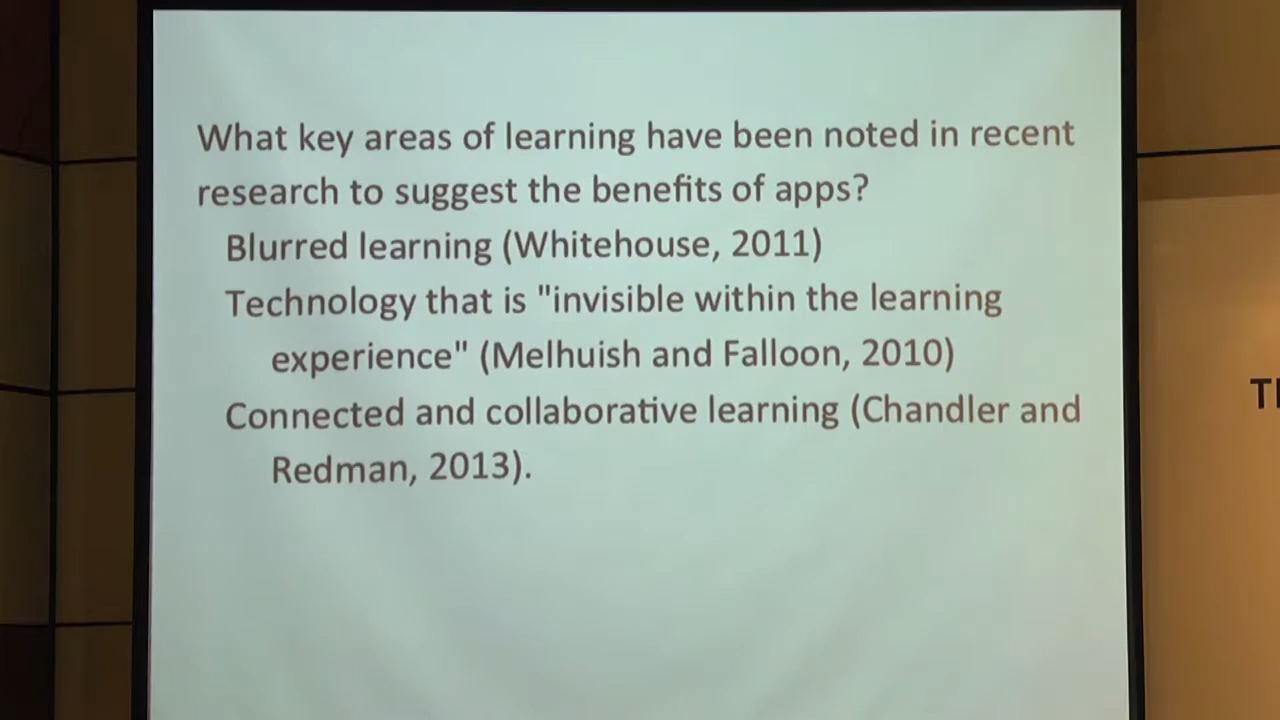 What key areas of learning have been noted in recent
research to suggest the benefits of apps?
Blurred learning (Whitehouse, 2011)
Technology that is "invisible within the learning
experience" (Melhuish and Falloon, 2010)
Connected and collaborative learning (Chandler and
Redman, 2013).